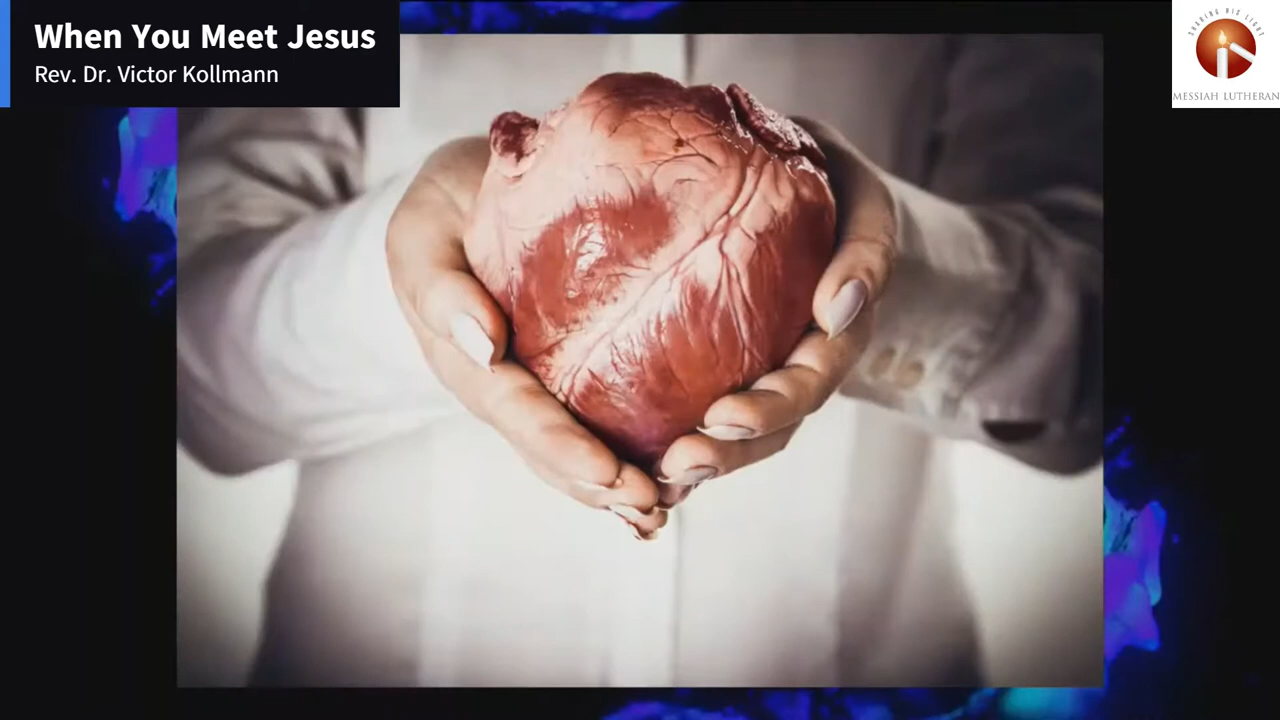 When You Meet Jesus
Rev. Dr. Victor Kollmann
SHARING HIS LIGHT
MESSIAH LUTHERAN